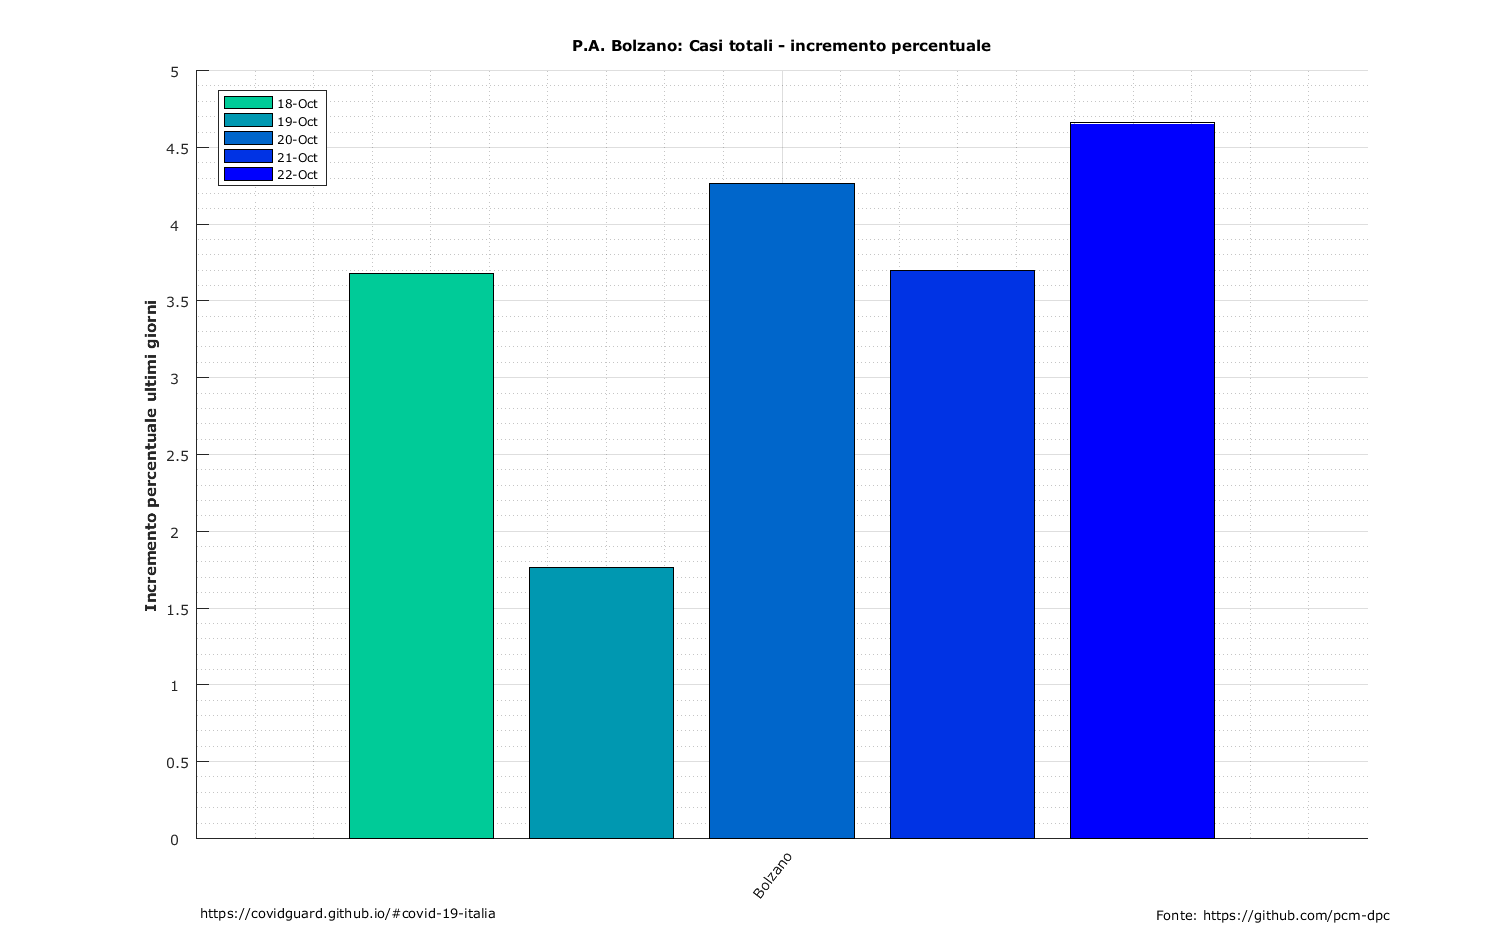 P.A. Bolzano: Casi totali - incremento percentuale
5
4.5
4
3.5
3
2.5
2
1.5
1
0.5
0
Incremento percentuale ultimi giorni
18-Oct
19-Oct
20-Oct
21-Oct
22-Oct
Bolzano
https://covidguard.github.io/#covid-19-italia
Fonte: https://github.com/pcm-dpc